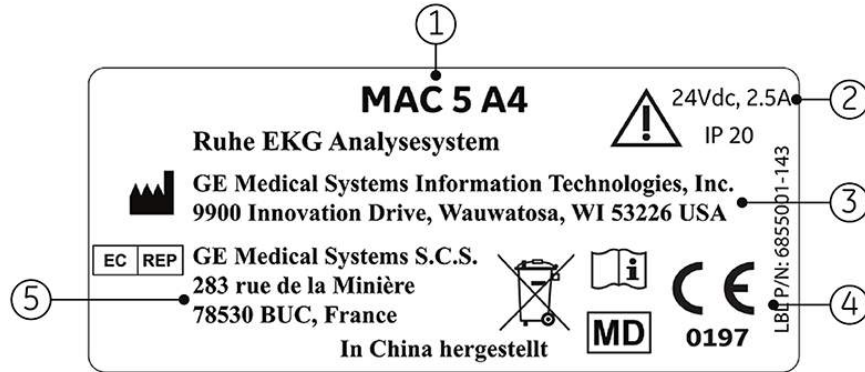 1
MAC 5 A4
24Vdc, 2.5A
2
IP 20
Ruhe EKG Analysesystem
GE Medical Systems Information Technologies, Inc.
9900 Innovation Drive, Wauwatosa, WI 53226 USA
3
EC REP
GE Medical Systems S.C.S.
283 rue de la Minière
78530 BUC, France
5
i
MD
0197
CE
4
In China hergestellt
LBL P/N: 6855001-143